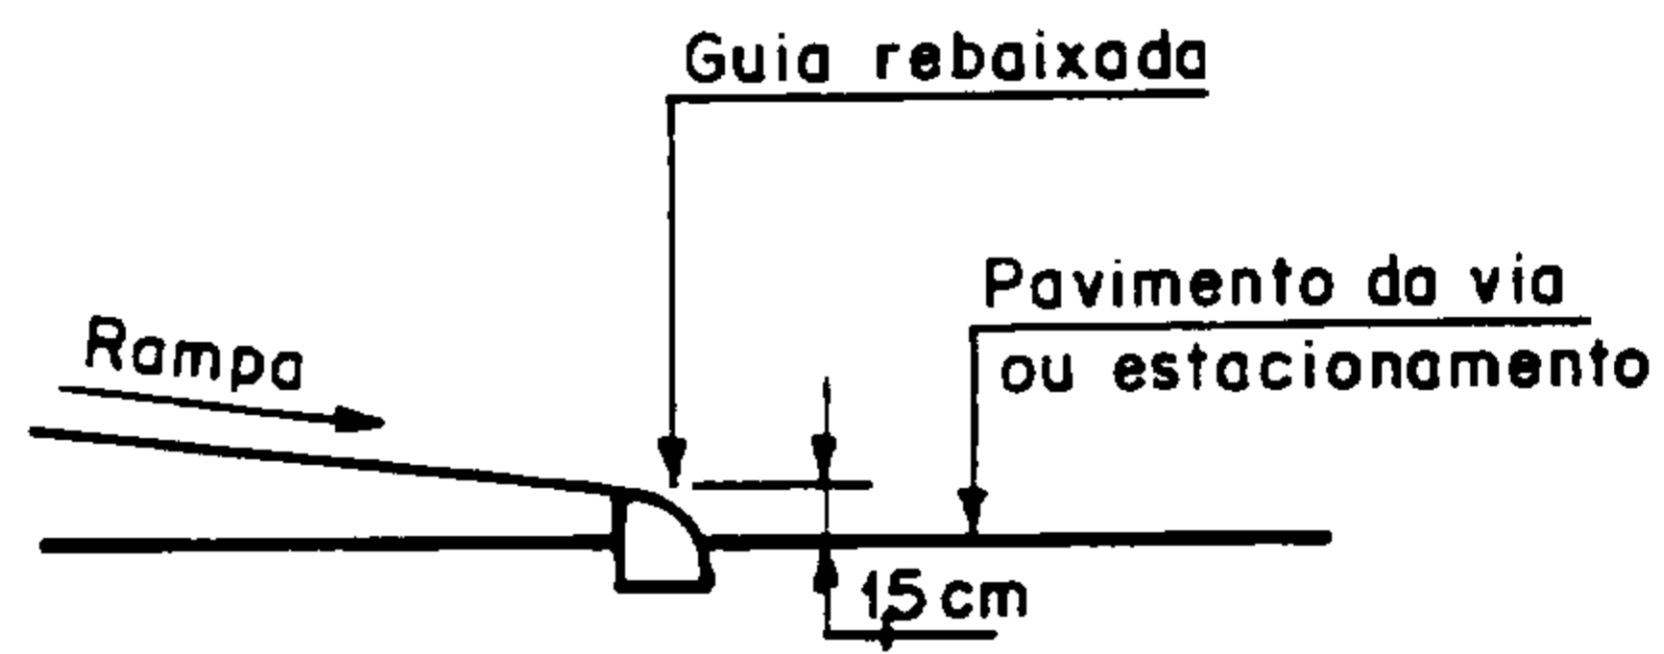 Guia rebaixada
Pavimento da via
ou estacionamento
Rampa
1,5 cm